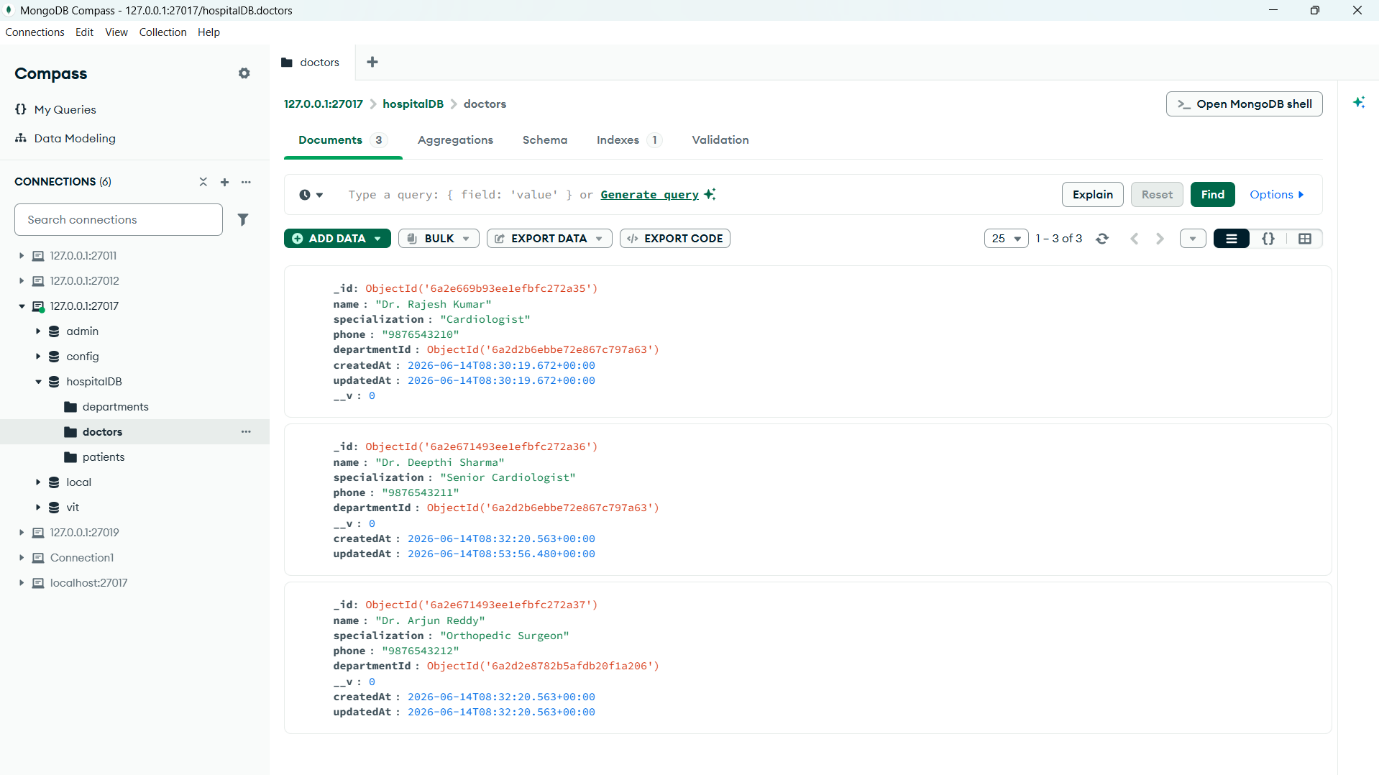 MongoDB Compass - 127.0.0.1:27017/hospitalDB.doctors
Connections Edit View Collection Help
Compass
My Queries
Data Modeling
CONNECTIONS (6)
Search connections
127.0.0.1:27011
127.0.0.1:27012
127.0.0.1:27017
admin
config
hospitalDB
departments
doctors
patients
local
vit
127.0.0.1:27019
Connection1
localhost:27017
doctors
127.0.0.1:27017 > hospitalDB > doctors
>_ Open MongoDB shell
Documents 3 Aggregations Schema Indexes 1 Validation
Type a query: { field: 'value' } or Generate query
Explain Reset Find Options
ADD DATA BULK EXPORT DATA EXPORT CODE
25 1 – 3 of 3
_id: ObjectId('6a2e669b93ee1efbfc272a35')
name : "Dr. Rajesh Kumar"
specialization : "Cardiologist"
phone : "9876543210"
departmentId : ObjectId('6a2d2b6ebbe72e867c797a63')
createdAt : 2026-06-14T08:30:19.672+00:00
updatedAt : 2026-06-14T08:30:19.672+00:00
__v : 0
_id: ObjectId('6a2e671493ee1efbfc272a36')
name : "Dr. Deepthi Sharma"
specialization : "Senior Cardiologist"
phone : "9876543211"
departmentId : ObjectId('6a2d2b6ebbe72e867c797a63')
__v : 0
createdAt : 2026-06-14T08:32:20.563+00:00
updatedAt : 2026-06-14T08:53:56.480+00:00
_id: ObjectId('6a2e671493ee1efbfc272a37')
name : "Dr. Arjun Reddy"
specialization : "Orthopedic Surgeon"
phone : "9876543212"
departmentId : ObjectId('6a2d2e8782b5afdb20f1a206')
__v : 0
createdAt : 2026-06-14T08:32:20.563+00:00
updatedAt : 2026-06-14T08:32:20.563+00:00